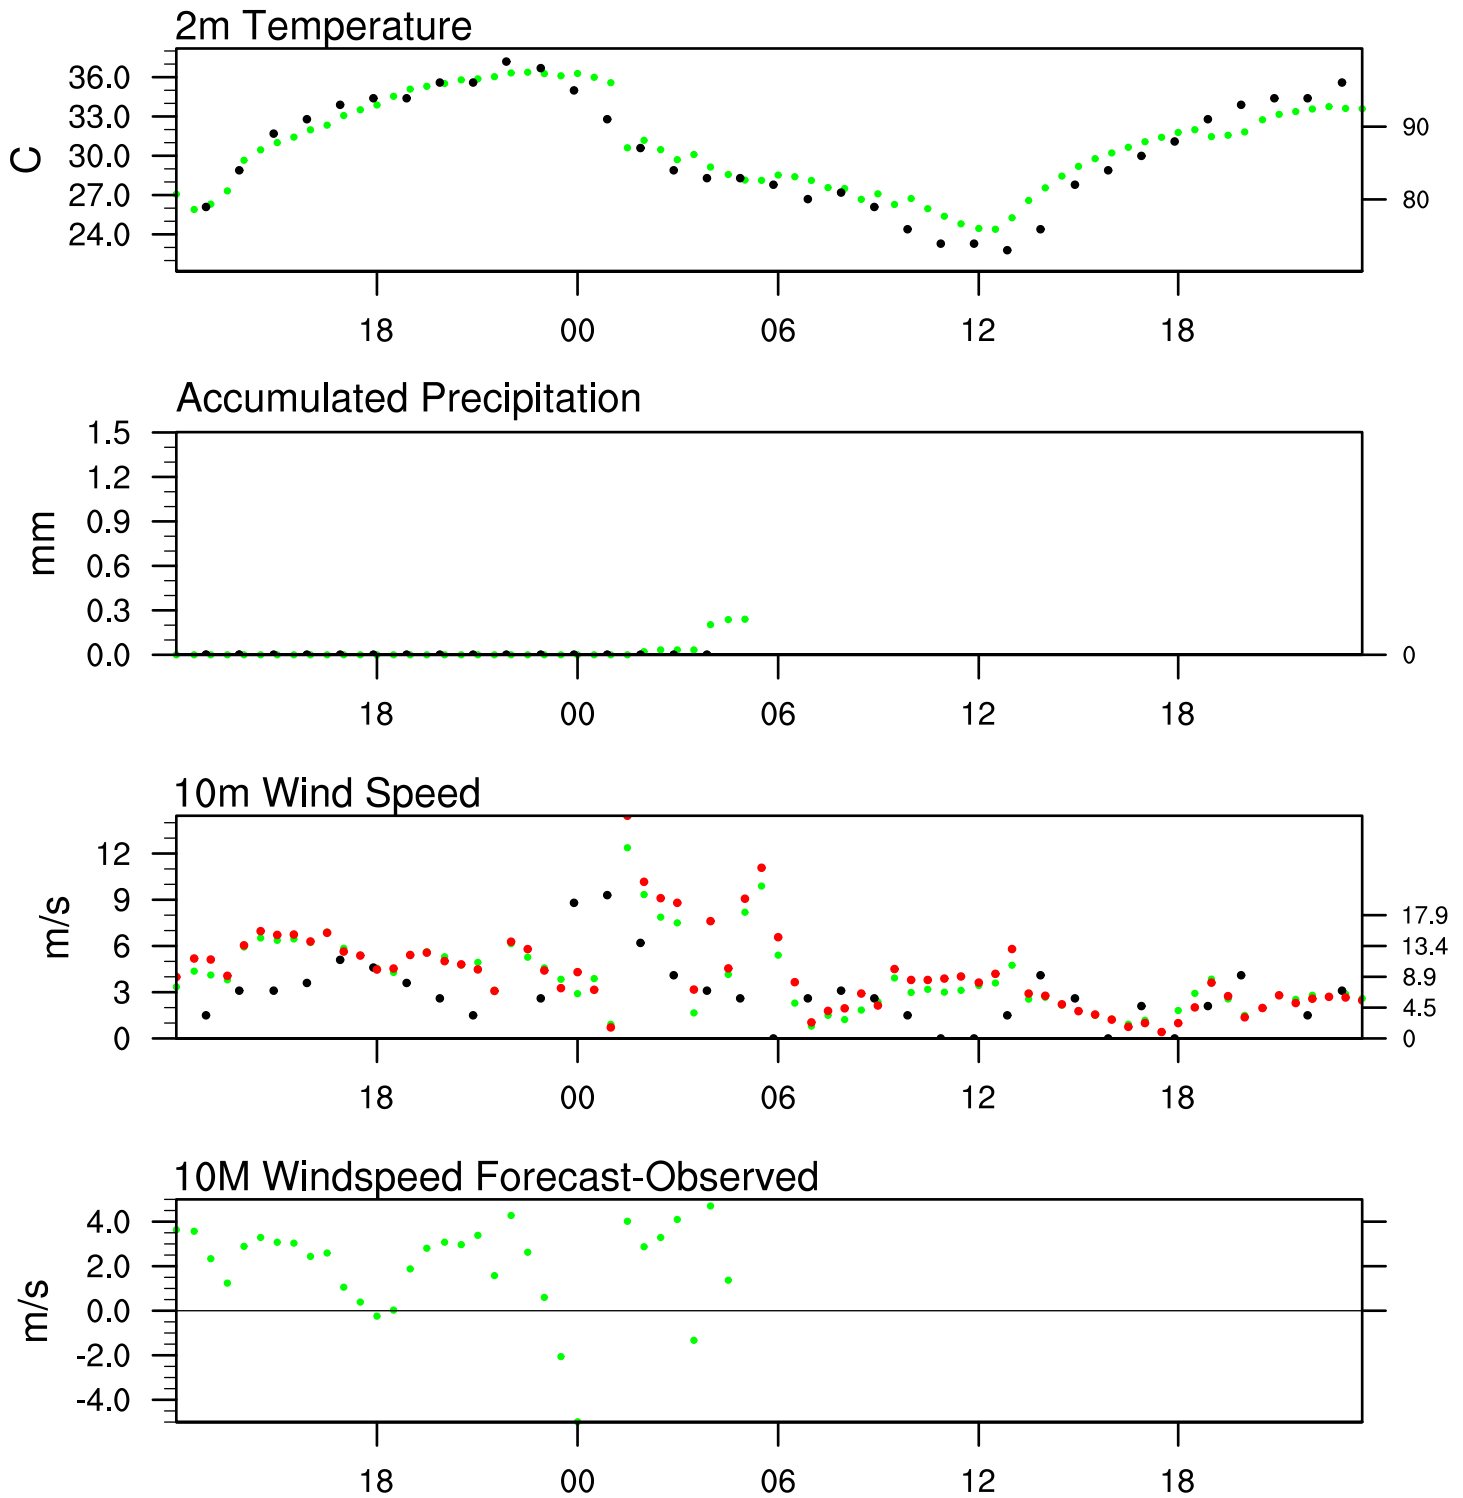 2m Temperature
36.0
33.0
30.0
27.0
24.0
C
90
80
18 00 06 12 18
Accumulated Precipitation
1.5
1.2
0.9
0.6
0.3
0.0
mm
0
18 00 06 12 18
10m Wind Speed
12
9
6
3
0
m/s
17.9
13.4
8.9
4.5
0
18 00 06 12 18
10M Windspeed Forecast-Observed
4.0
2.0
0.0
-2.0
-4.0
m/s
18 00 06 12 18